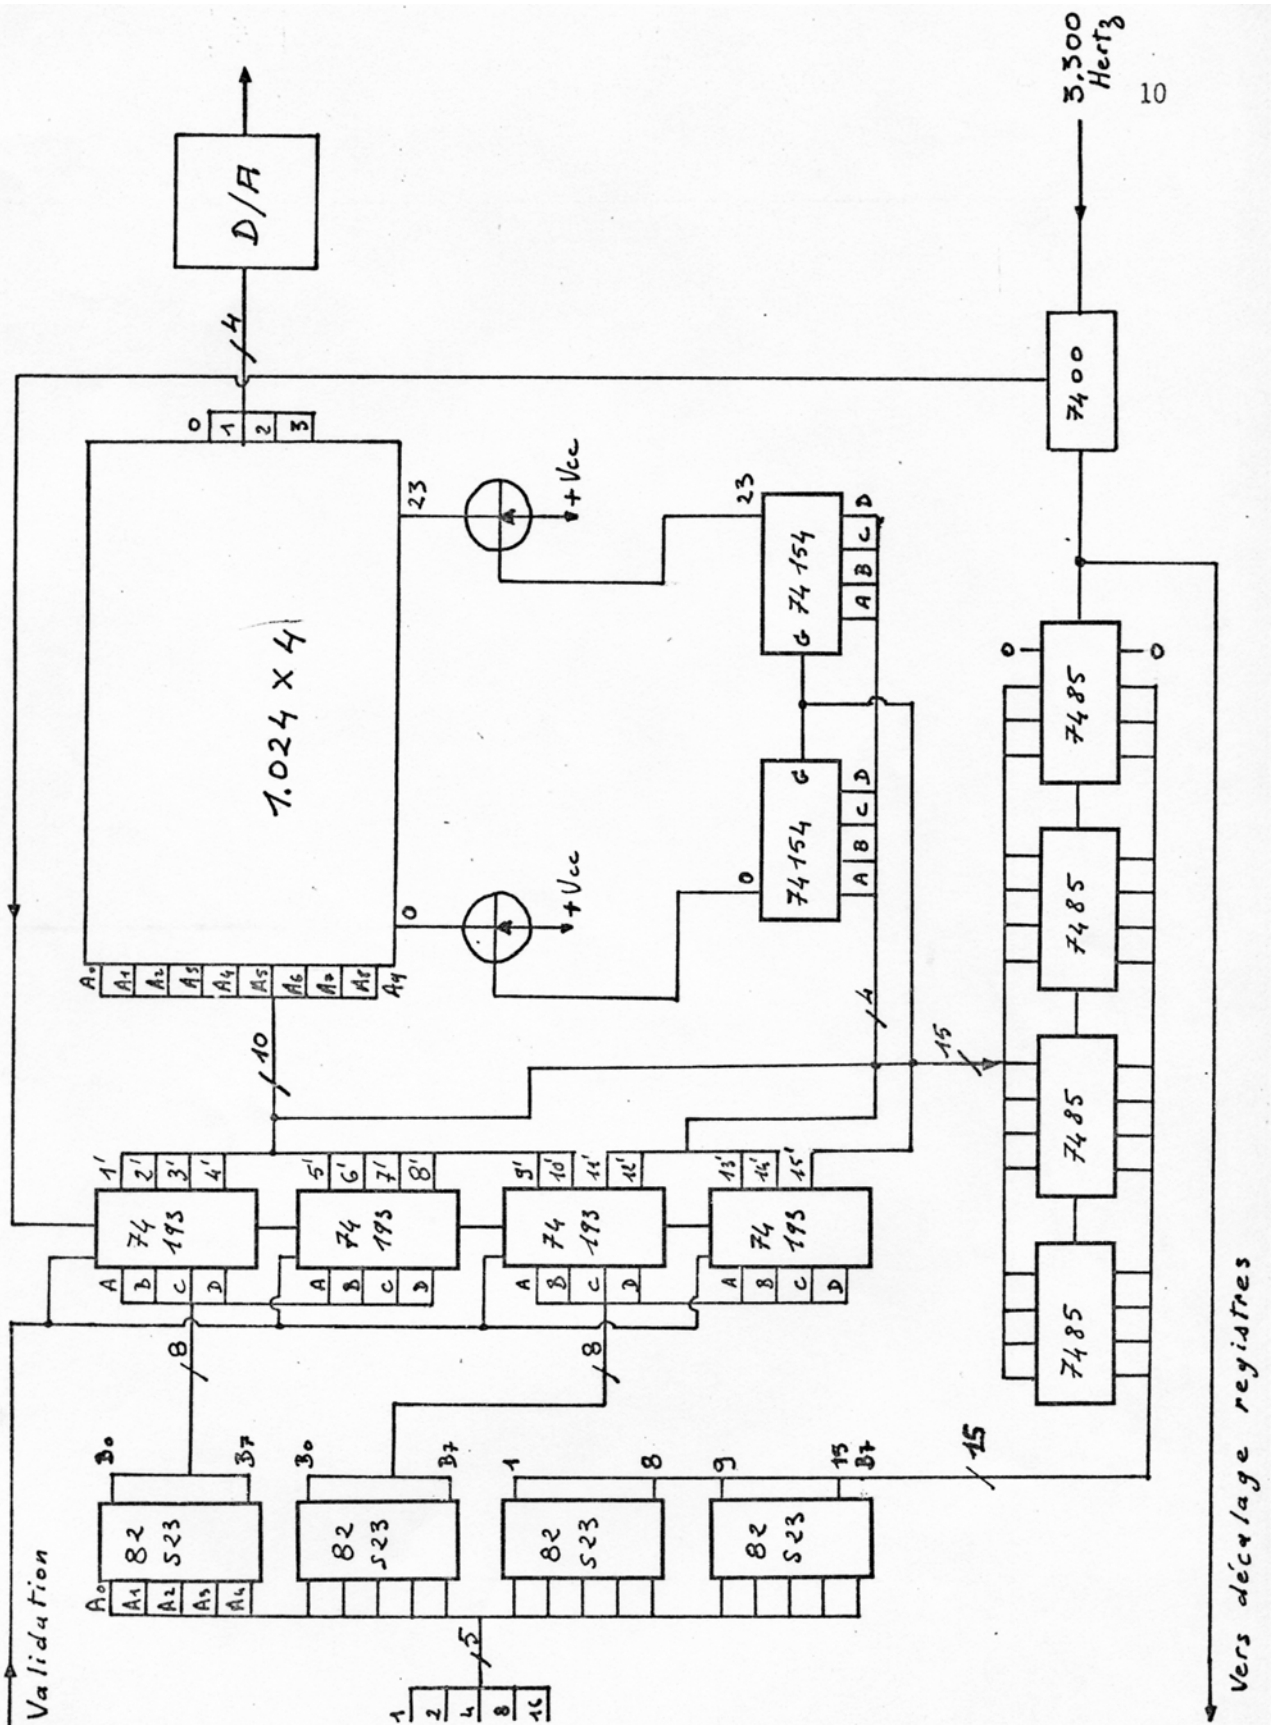 10
Validation
1
2
4
8
16
5
A0
A1
A2
A3
A4
82
S23
B0
B7
82
S23
B0
B7
82
S23
1
8
82
S23
9
15
B7
8
8
15
A
B
C
D
74
193
1'
2'
3'
4'
A
B
C
D
74
193
5'
6'
7'
8'
A
B
C
D
74
193
9'
10'
11'
12'
A
B
C
D
74
193
13'
14'
15'
10
15
4
A0
A1
A2
A3
A4
A5
A6
A7
A8
A9
1.024 x 4
0
1
2
3
4
D/A
0
+Vcc
23
+Vcc
0
74154
G
A
B
C
D
23
G 74154
A
B
C
D
7485
7485
7485
7485
0
0
7400
3.300
Hertz
Vers décalage registres